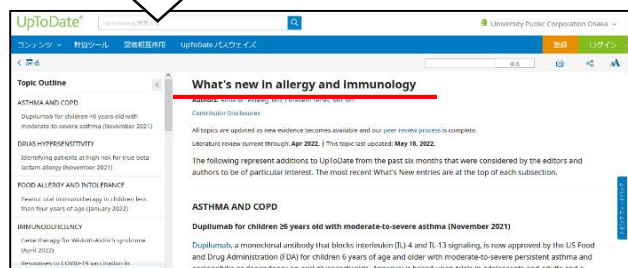 UpToDate®
University Public Corporation Osaka
コンテンツ 計算ツール 薬物相互作用 UpToDate パスウェイズ 登録 ログイン
戻る
Topic Outline
ASTHMA AND COPD
Dupilumab for children ≥6 years old with
moderate-to-severe asthma (November 2021)
DRUG HYPERSENSITIVITY
Identifying patients at high risk for true beta
lactam allergy (November 2021)
FOOD ALLERGY AND INTOLERANCE
Peanut oral immunotherapy in children less
than four years of age (January 2022)
IMMUNODEFICIENCY
Gene therapy for Wiskott-Aldrich syndrome
(April 2022)
Responses to COVID-19 vaccination in
What's new in allergy and immunology
Authors: Anna M Feldweg, MD, Elizabeth TePas, MD, MS
Contributor Disclosures
All topics are updated as new evidence becomes available and our peer review process is complete.
Literature review current through: Apr 2022. | This topic last updated: May 16, 2022.
The following represent additions to UpToDate from the past six months that were considered by the editors and
authors to be of particular interest. The most recent What's New entries are at the top of each subsection.
ASTHMA AND COPD
Dupilumab for children ≥6 years old with moderate-to-severe asthma (November 2021)
Dupilumab, a monoclonal antibody that blocks interleukin (IL)-4 and IL-13 signaling, is now approved by the US Food
and Drug Administration (FDA) for children 6 years of age and older with moderate-to-severe persistent asthma and